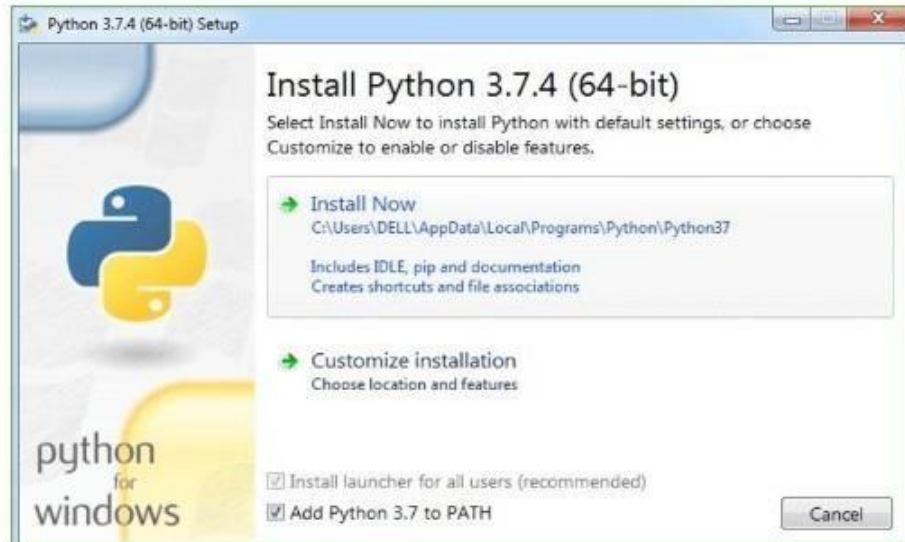 Python 3.7.4 (64-bit) Setup
Install Python 3.7.4 (64-bit)
Select Install Now to install Python with default settings, or choose
Customize to enable or disable features.
Install Now
C:\Users\DELL\AppData\Local\Programs\Python\Python37
Includes IDLE, pip and documentation
Creates shortcuts and file associations
Customize installation
Choose location and features
python
for
windows
Install launcher for all users (recommended)
Add Python 3.7 to PATH
Cancel